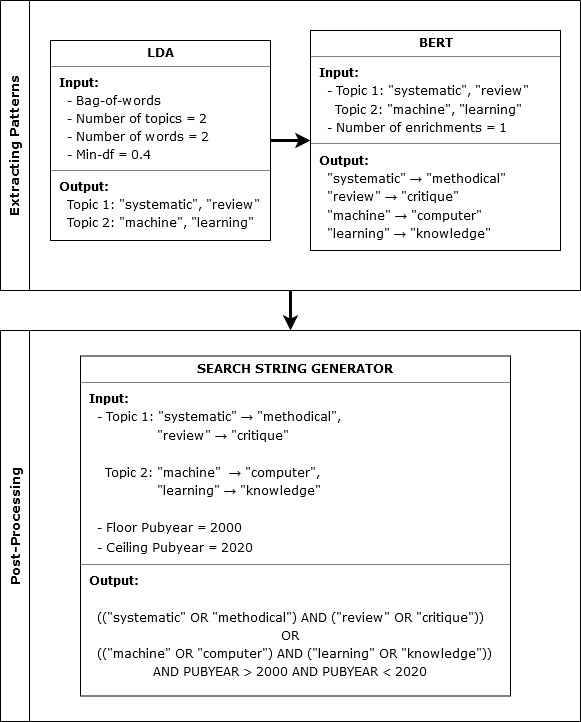 Extracting Patterns
LDA
Input:
- Bag-of-words
- Number of topics = 2
- Number of words = 2
- Min-df = 0.4
Output:
Topic 1: "systematic", "review"
Topic 2: "machine", "learning"
BERT
Input:
- Topic 1: "systematic", "review"
Topic 2: "machine", "learning"
- Number of enrichments = 1
Output:
"systematic" → "methodical"
"review" → "critique"
"machine" → "computer"
"learning" → "knowledge"
Post-Processing
SEARCH STRING GENERATOR
Input:
- Topic 1: "systematic" → "methodical",
"review" → "critique"
Topic 2: "machine" → "computer",
"learning" → "knowledge"
- Floor Pubyear = 2000
- Ceiling Pubyear = 2020
Output:
(("systematic" OR "methodical") AND ("review" OR "critique"))
OR
(("machine" OR "computer") AND ("learning" OR "knowledge"))
AND PUBYEAR > 2000 AND PUBYEAR < 2020